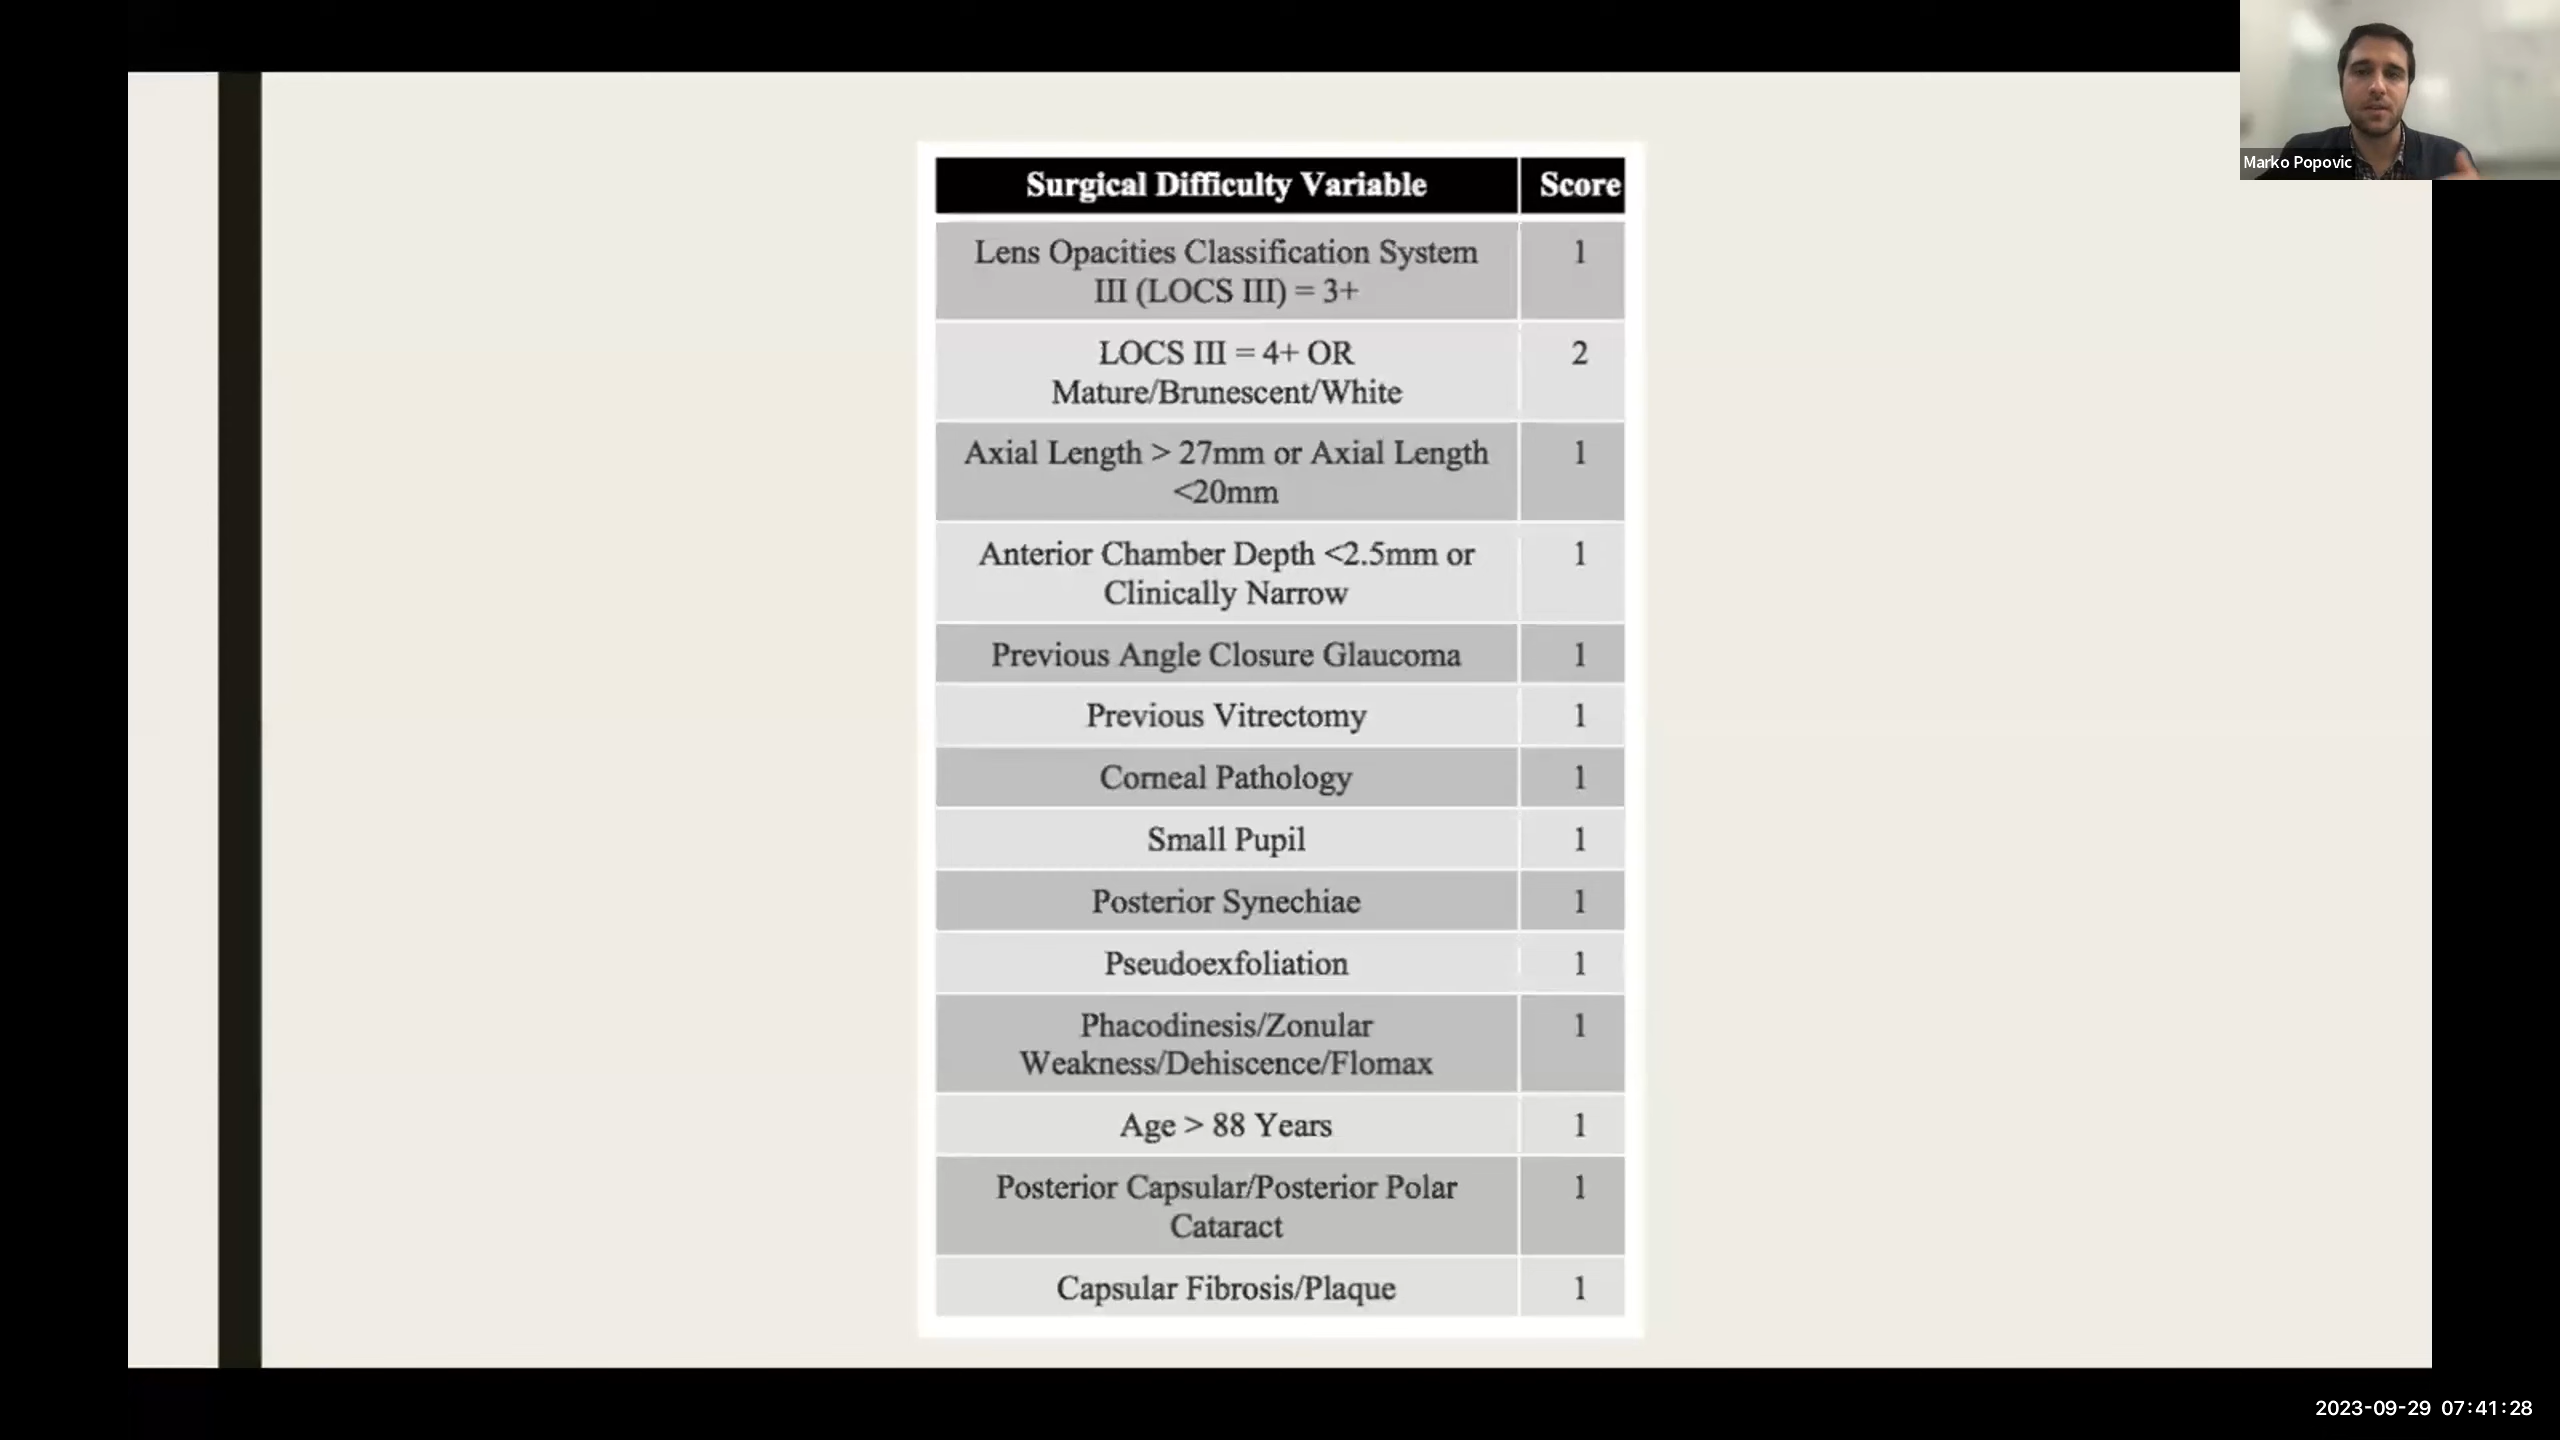 Surgical Difficulty Variable Score
Lens Opacities Classification System 1
III (LOCS III) = 3+
LOCS III = 4+ OR 2
Mature/Brunescent/White
Axial Length > 27mm or Axial Length 1
<20mm
Anterior Chamber Depth <2.5mm or 1
Clinically Narrow
Previous Angle Closure Glaucoma 1
Previous Vitrectomy 1
Corneal Pathology 1
Small Pupil 1
Posterior Synechiae 1
Pseudoexfoliation 1
Phacodinesis/Zonular 1
Weakness/Dehiscence/Flomax
Age > 88 Years 1
Posterior Capsular/Posterior Polar 1
Cataract
Capsular Fibrosis/Plaque 1
Marko Popovic
2023-09-29 07:41:28